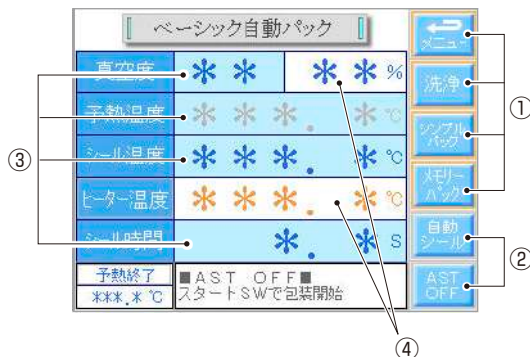 ベーシック自動パック
メニュー
真空度 ** ** %
洗浄
予熱温度 ***.* ℃
シンプル
パック
シール温度 ***.* ℃
メモリー
パック
ヒーター温度 ***.* ℃
自動
シール
シール時間 *.* S
予熱終了
***.* ℃
■AST OFF■
スタートSWで包装開始
AST
OFF
①
②
③
④